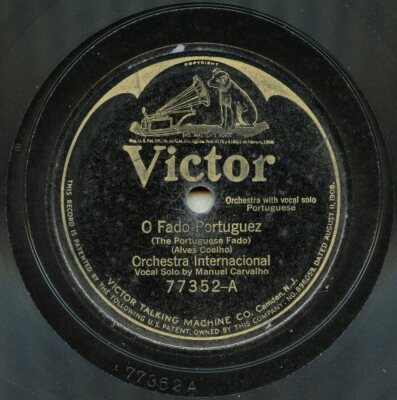 COPYRIGHT
"HIS MASTER'S VOICE"
Victor
Orchestra with vocal solo
Portuguese
O Fado Portuguez
(The Portuguese Fado)
(Alves Coelho)
Orchestra Internacional
Vocal Solo by Manuel Carvalho
77352-A
VICTOR TALKING MACHINE CO. Camden, N.J.
THIS RECORD IS PATENTED BY THE FOLLOWING U.S. PATENT, OWNED BY THIS COMPANY: NO. 896059, DATED AUGUST 11, 1908.
77352A